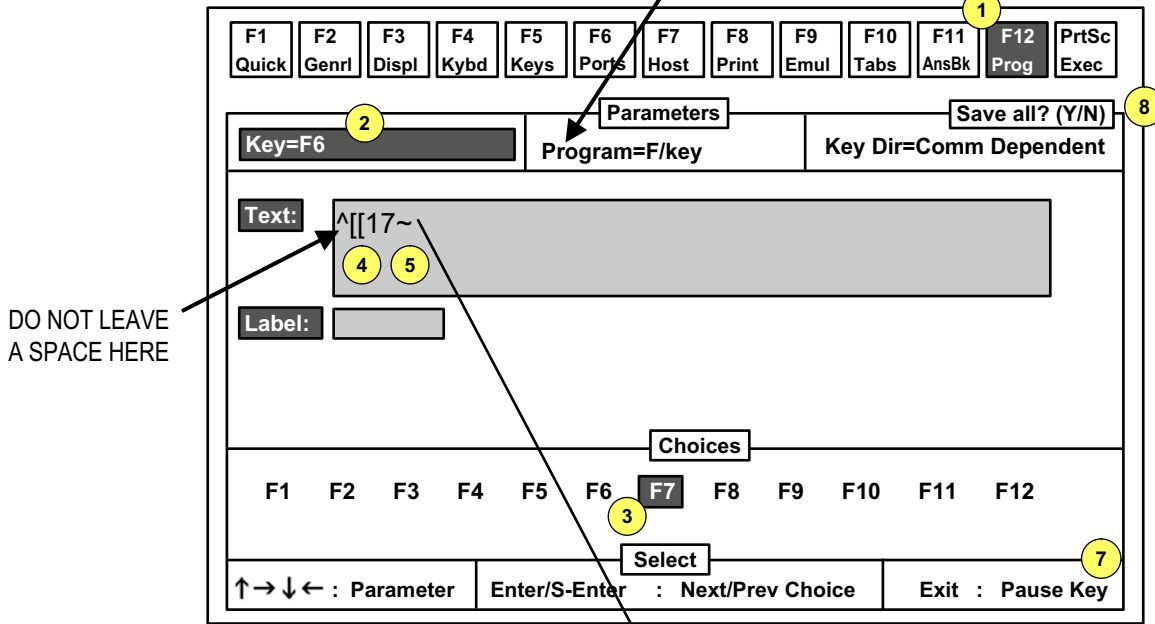 1
F1 F2 F3 F4 F5 F6 F7 F8 F9 F10 F11 F12 PrtSc
Quick Genrl Displ Kybd Keys Ports Host Print Emul Tabs AnsBk Prog Exec
Parameters
Save all? (Y/N)
8
2
Key=F6
Program=F/key
Key Dir=Comm Dependent
Text:
^[[17~
4 5
DO NOT LEAVE
A SPACE HERE
Label:
Choices
F1 F2 F3 F4 F5 F6 F7 F8 F9 F10 F11 F12
3
Select
7
↑→↓← : Parameter
Enter/S-Enter : Next/Prev Choice
Exit : Pause Key